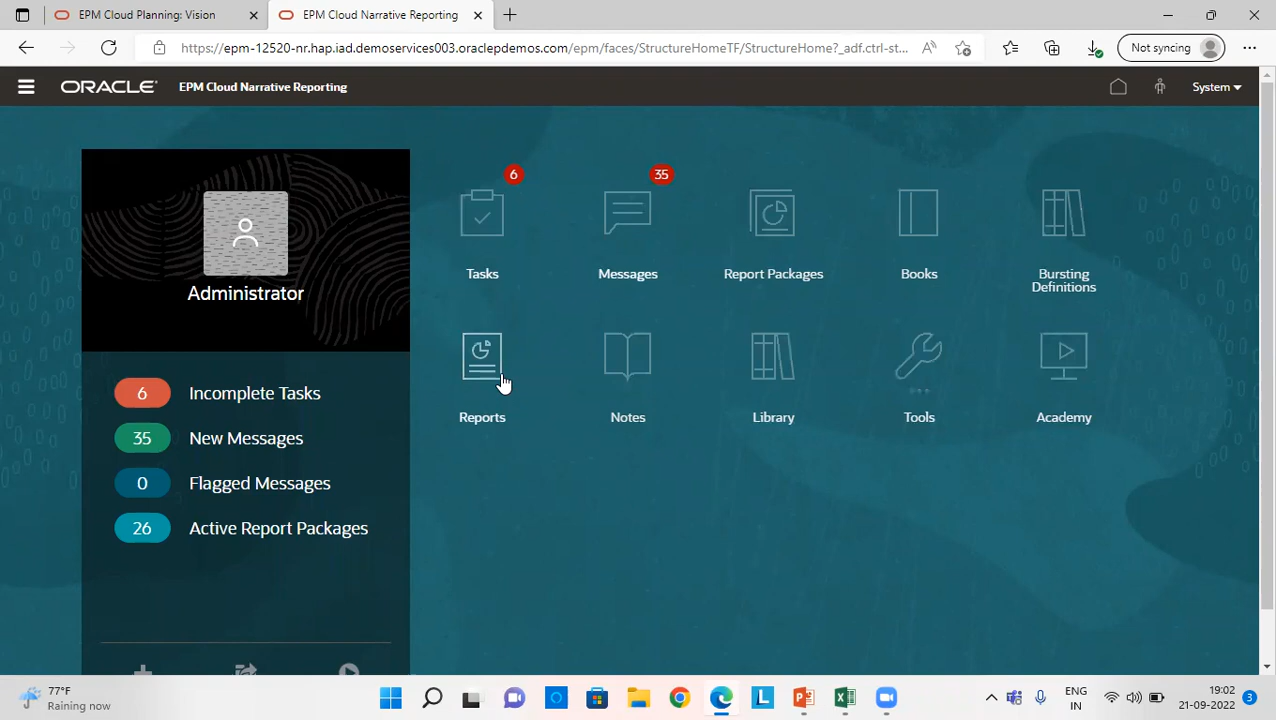 EPM Cloud Planning: Vision
EPM Cloud Narrative Reporting
https://epm-12520-nr.hap.iad.demoservices003.oraclepdemos.com/epm/faces/StructureHomeTF/StructureHome?_adf.ctrl-st...
Not syncing
ORACLE
EPM Cloud Narrative Reporting
System
Administrator
6 Incomplete Tasks
35 New Messages
0 Flagged Messages
26 Active Report Packages
6
35
Tasks
Messages
Report Packages
Books
Bursting
Definitions
Reports
Notes
Library
Tools
Academy
77°F
Raining now
ENG
IN
19:02
21-09-2022
3